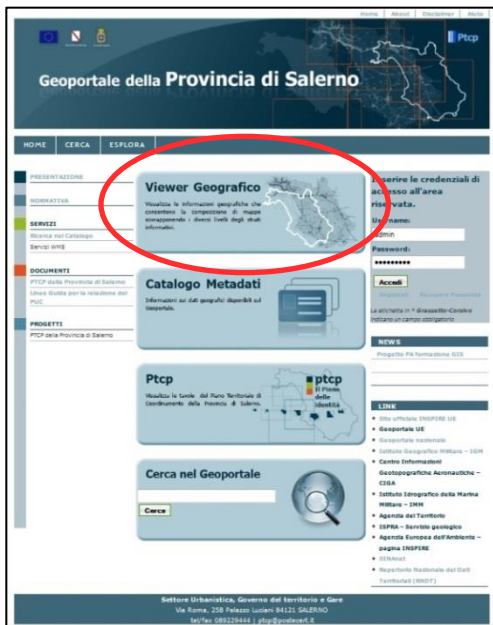 Home | About | Disclaimer | Aiuto
Ptcp
Geoportale della Provincia di Salerno
HOME CERCA ESPLORA
PRESENTAZIONE
NORMATIVA
SERVIZI
Ricerca nel Catalogo
Servizi WMS
DOCUMENTI
PTCP della Provincia di Salerno
Linee Guida per la redazione del
PUC
PROGETTI
PTCP della Provincia di Salerno
Viewer Geografico
Visualizza le informazioni geografiche che
consentono la composizione di mappe
sovrapponendo i diversi livelli degli strati
informativi.
Catalogo Metadati
Informazioni sui dati geografici disponibili sul
Geoportale.
Ptcp
Visualizza le tavole del Piano Territoriale di
Coordinamento della Provincia di Salerno.
ptcp
il Piano
delle
identità
Cerca nel Geoportale
Cerca
Inserire le credenziali di
accesso all'area
riservata.
Username:
admin
Password:
•••••••••
Accedi
Registrati Recupera Password
Le etichetta in * Grassetto-Corsivo
indicano un campo obbligatorio
NEWS
Progetto PA formazione GIS
LINK
Sito ufficiale INSPIRE UE
Geoportale UE
Geoportale nazionale
Istituto Geografico Militare - IGM
Centro Informazioni
Geotopografiche Aeronautiche -
CIGA
Istituto Idrografico della Marina
Militare - IMM
Agenzia del Territorio
ISPRA - Servizio geologico
Agenzia Europea dell'Ambiente -
pagina INSPIRE
SINAnet
Repertorio Nazionale dei Dati
Territoriali (RNDT)
Settore Urbanistica, Governo del territorio e Gare
Via Roma, 258 Palazzo Luciani 84121 SALERNO
tel/fax 089229444 | ptcp@postecert.it